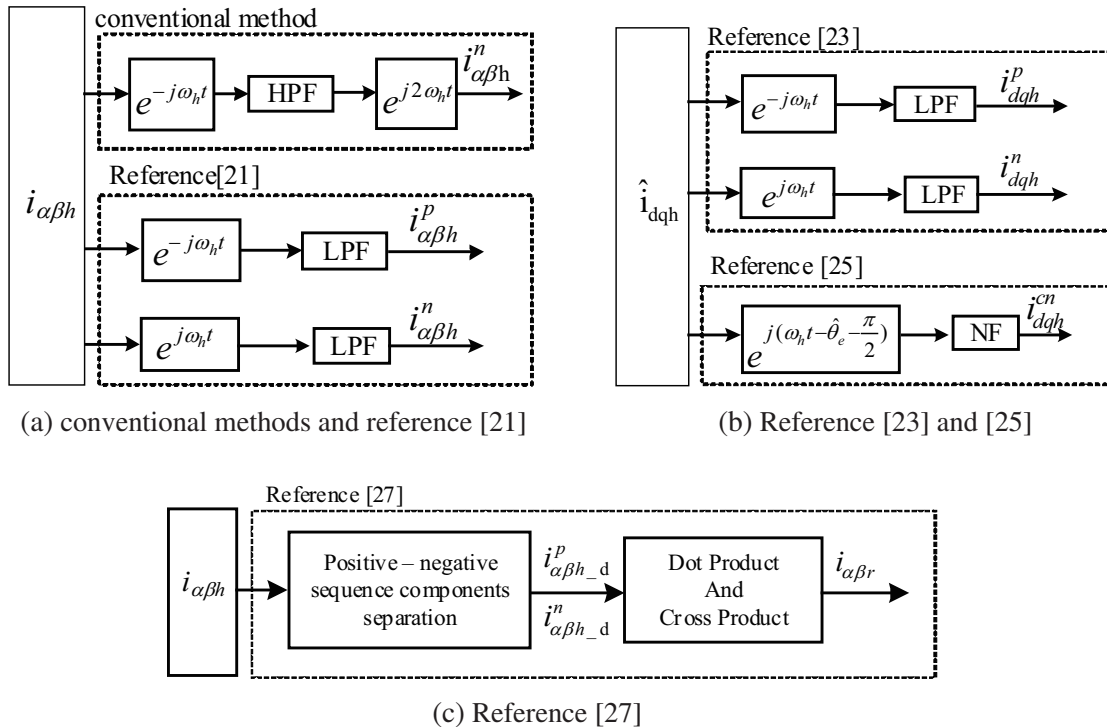 conventional method
i_{αβh}
e^{-jω_h t}
HPF
e^{j2ω_h t}
i^n_{αβh}
Reference[21]
e^{-jω_h t}
LPF
i^p_{αβh}
e^{jω_h t}
LPF
i^n_{αβh}
(a) conventional methods and reference [21]
Reference [23]
î_{dqh}
e^{-jω_h t}
LPF
i^p_{dqh}
e^{jω_h t}
LPF
i^n_{dqh}
Reference [25]
e^{j(ω_h t-\hat{θ}_e-\frac{π}{2})}
NF
i^{cn}_{dqh}
(b) Reference [23] and [25]
Reference [27]
i_{αβh}
Positive – negative
sequence components
separation
i^p_{αβh_d}
i^n_{αβh_d}
Dot Product
And
Cross Product
i_{αβr}
(c) Reference [27]